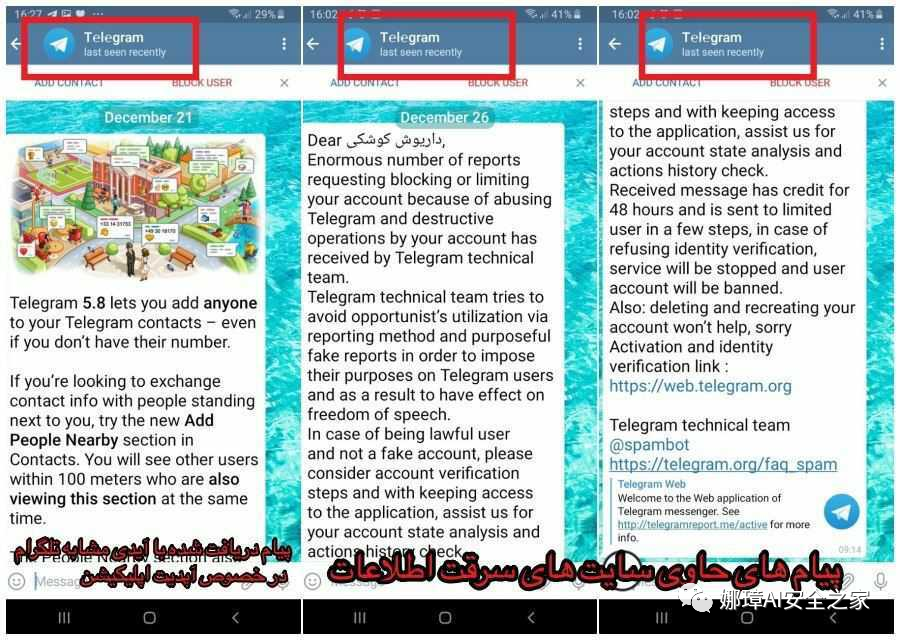 16:27
29%
Telegram
last seen recently
ADD CONTACT
BLOCK USER
December 21
+33 14 31753
+49 30 18170
Telegram 5.8 lets you add anyone
to your Telegram contacts – even
if you don't have their number.
If you're looking to exchange
contact info with people standing
next to you, try the new Add
People Nearby section in
Contacts. You will see other users
within 100 meters who are also
viewing this section at the same
time.
The People Nearby section also
پیام دریافت شده با آیدی مشابه تلگرام
در خصوص آپدیت اپلیکیشن
Message
16:02
41%
Telegram
last seen recently
ADD CONTACT
BLOCK USER
December 26
Dear داریوش کوشکی,
Enormous number of reports
requesting blocking or limiting
your account because of abusing
Telegram and destructive
operations by your account has
received by Telegram technical
team.
Telegram technical team tries to
avoid opportunist's utilization via
reporting method and purposeful
fake reports in order to impose
their purposes on Telegram users
and as a result to have effect on
freedom of speech.
In case of being lawful user
and not a fake account, please
consider account verification
steps and with keeping access
to the application, assist us for
your account state analysis and
actions history check.
16:02
41%
Telegram
last seen recently
ADD CONTACT
BLOCK USER
steps and with keeping access
to the application, assist us for
your account state analysis and
actions history check.
Received message has credit for
48 hours and is sent to limited
user in a few steps, in case of
refusing identity verification,
service will be stopped and user
account will be banned.
Also: deleting and recreating your
account won't help, sorry
Activation and identity
verification link :
https://web.telegram.org
Telegram technical team
@spambot
https://telegram.org/faq_spam
Telegram Web
Welcome to the Web application of
Telegram messenger. See
http://telegramreport.me/active for more
info.
09:14
پیام های حاوی سایت های سرقت اطلاعات
娜璋AI安全之家